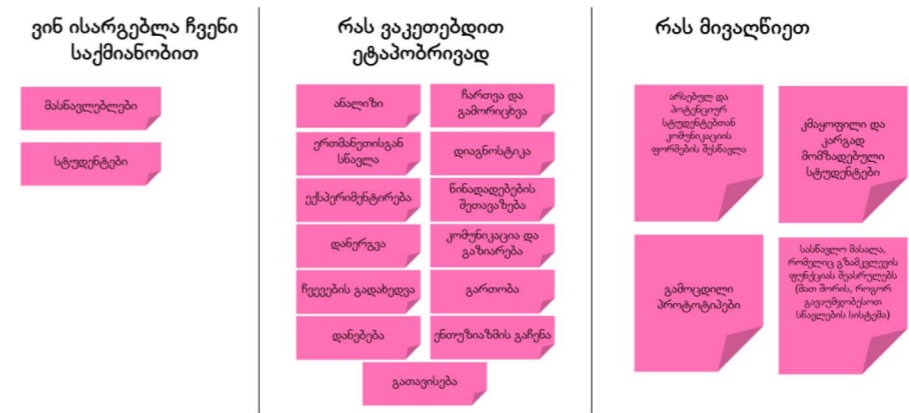 ვინ ისარგებლა ჩვენი
საქმიანობით
მასწავლებლები
სტუდენტები
რას ვაკეთებდით
ეტაპობრივად
ანალიზი
ჩართვა და
გამორიცხვა
ერთმანეთისგან
სწავლა
დიაგნოსტიკა
ექსპერიმენტირება
წინადადებების
შეთავაზება
დანერგვა
კომუნიკაცია და
გაზიარება
ჩვევების გადახედვა
გართობა
დანებება
ენთუზიაზმის გაჩენა
გათავისება
რას მივაღწიეთ
არსებულ და
პოტენციურ
სტუდენტებთან
კომუნიკაციის
ფორმების შესწავლა
კმაყოფილი და
კარგად
მომზადებული
სტუდენტები
გამოცდილი
პროტოტიპები
სასწავლო მასალა,
რომელიც გზამკვლევის
ფუნქციას შეასრულებს
(მათ შორის, როგორ
გავაუმჯობესოთ
სწავლების სისტემა)